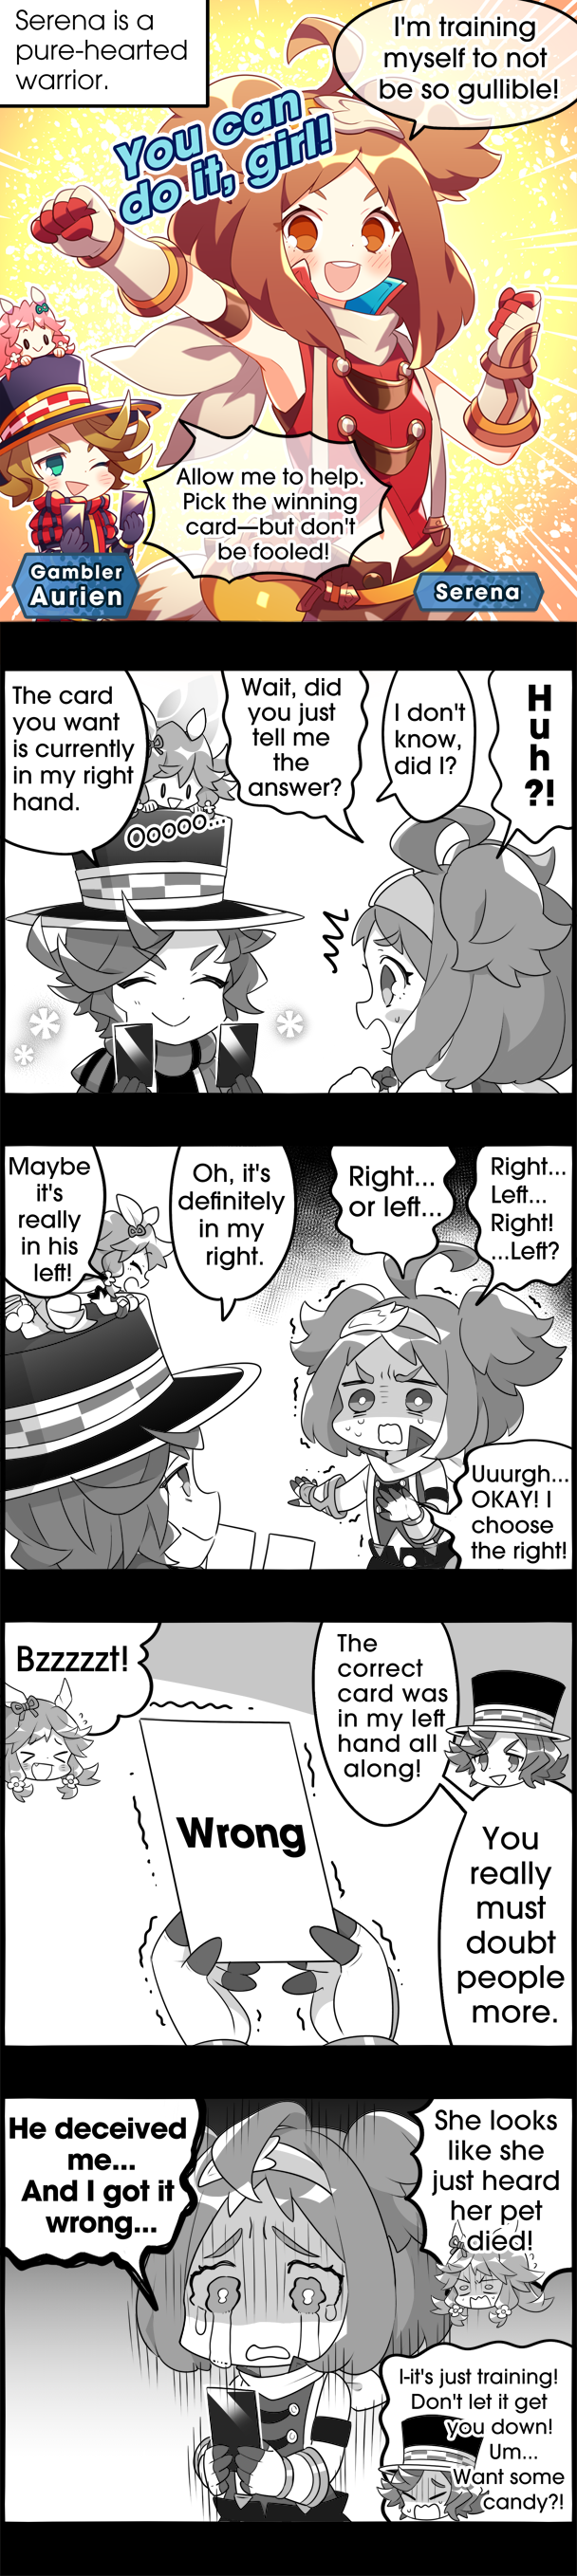 Serena is a
pure-hearted
warrior.
I'm training
myself to not
be so gullible!
You can
do it, girl!
Allow me to help.
Pick the winning
card—but don't
be fooled!
Gambler
Aurien
Serena
The card
you want
is currently
in my right
hand.
Ooooo...
Wait, did
you just
tell me
the
answer?
I don't
know,
did I?
Huh?!
Maybe
it's
really
in his
left!
Oh, it's
definitely
in my
right.
Right...
or left...
Right...
Left...
Right!
...Left?
Uuurgh...
OKAY! I
choose
the right!
Bzzzzzt!
Wrong
The
correct
card was
in my left
hand all
along!
You
really
must
doubt
people
more.
He deceived
me...
And I got it
wrong...
She looks
like she
just heard
her pet
died!
I-it's just training!
Don't let it get
you down!
Um...
Want some
candy?!